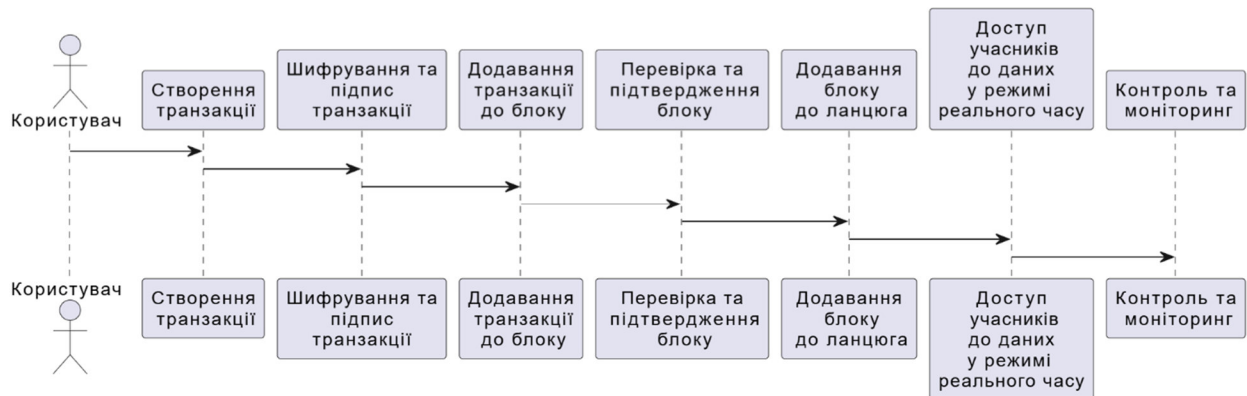 Користувач
Створення
транзакції
Шифрування та
підпис
транзакції
Додавання
транзакції
до блоку
Перевірка та
підтвердження
блоку
Додавання
блоку
до ланцюга
Доступ
учасників
до даних
у режимі
реального часу
Контроль та
моніторинг
Користувач
Створення
транзакції
Шифрування та
підпис
транзакції
Додавання
транзакції
до блоку
Перевірка та
підтвердження
блоку
Додавання
блоку
до ланцюга
Доступ
учасників
до даних
у режимі
реального часу
Контроль та
моніторинг